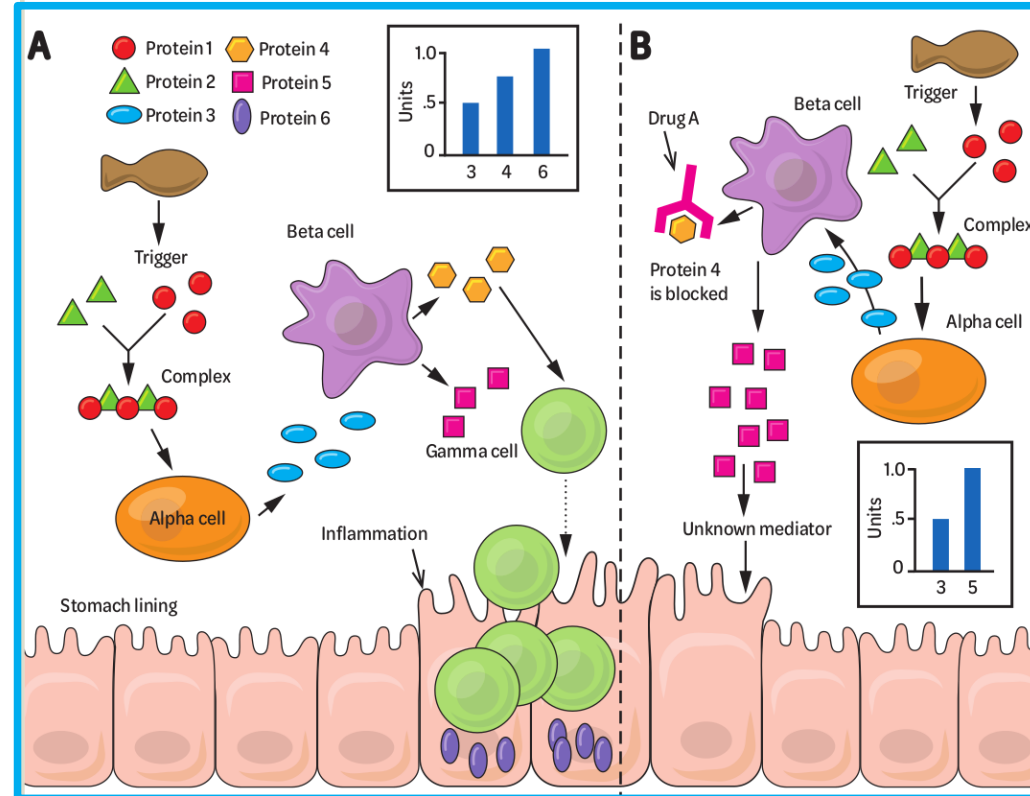 A
Protein 1
Protein 4
Protein 2
Protein 5
Protein 3
Protein 6
Units
1.0
.5
0
3 4 6
Trigger
Complex
Alpha cell
Beta cell
Gamma cell
Inflammation
Stomach lining
B
Trigger
Beta cell
Drug A
Complex
Protein 4
is blocked
Alpha cell
Unknown mediator
Units
1.0
.5
0
3 5